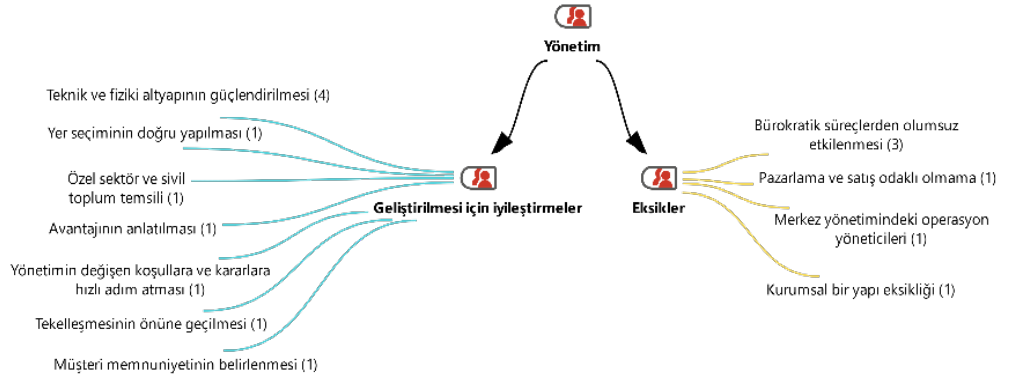 Yönetim
Teknik ve fiziki altyapının güçlendirilmesi (4)
Yer seçiminin doğru yapılması (1)
Özel sektör ve sivil
toplum temsili (1)
Avantajının anlatılması (1)
Yönetimin değişen koşullara ve kararlara
hızlı adım atması (1)
Tekelleşmesinin önüne geçilmesi (1)
Müşteri memnuniyetinin belirlenmesi (1)
Geliştirilmesi için iyileştirmeler
Eksikler
Bürokratik süreçlerden olumsuz
etkilenmesi (3)
Pazarlama ve satış odaklı olmama (1)
Merkez yönetimindeki operasyon
yöneticileri (1)
Kurumsal bir yapı eksikliği (1)